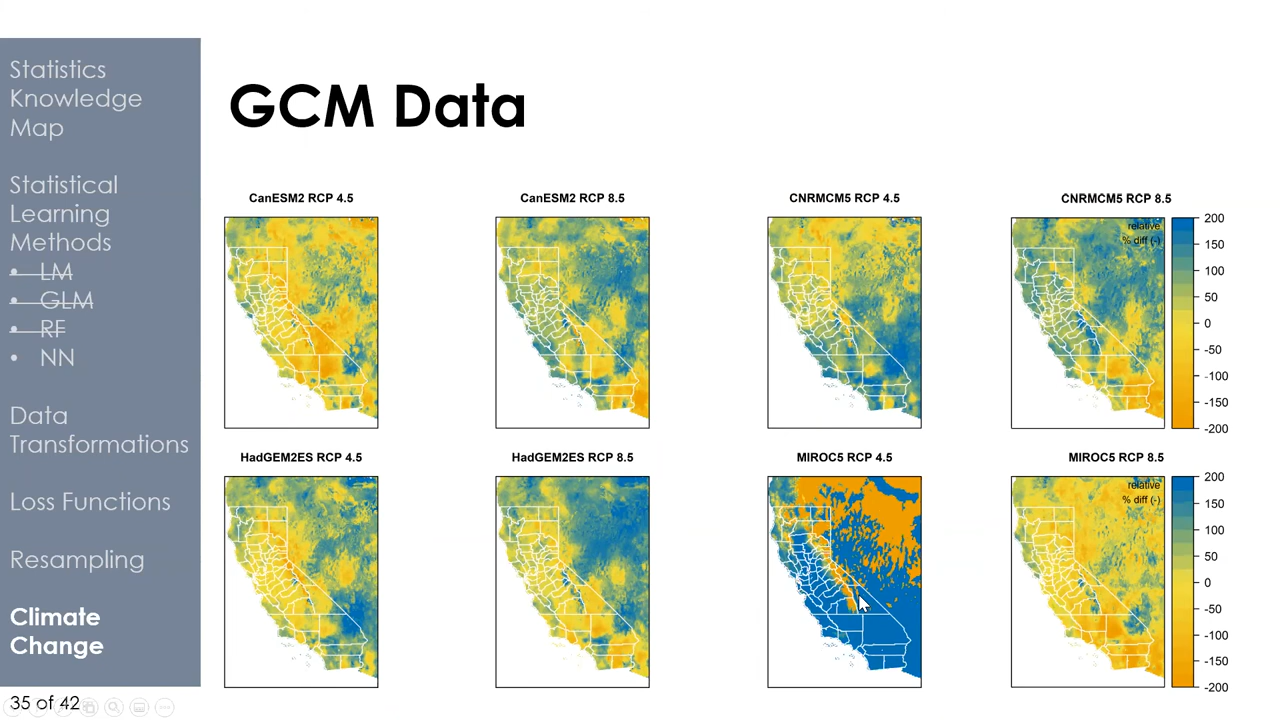 Statistics
Knowledge
Map
Statistical
Learning
Methods
• LM
• GLM
• RF
• NN
Data
Transformations
Loss Functions
Resampling
Climate
Change
35 of 42
GCM Data
CanESM2 RCP 4.5
CanESM2 RCP 8.5
CNRMCM5 RCP 4.5
CNRMCM5 RCP 8.5
relative
% diff (-)
200
150
100
50
0
-50
-100
-150
-200
HadGEM2ES RCP 4.5
HadGEM2ES RCP 8.5
MIROC5 RCP 4.5
MIROC5 RCP 8.5
relative
% diff (-)
200
150
100
50
0
-50
-100
-150
-200